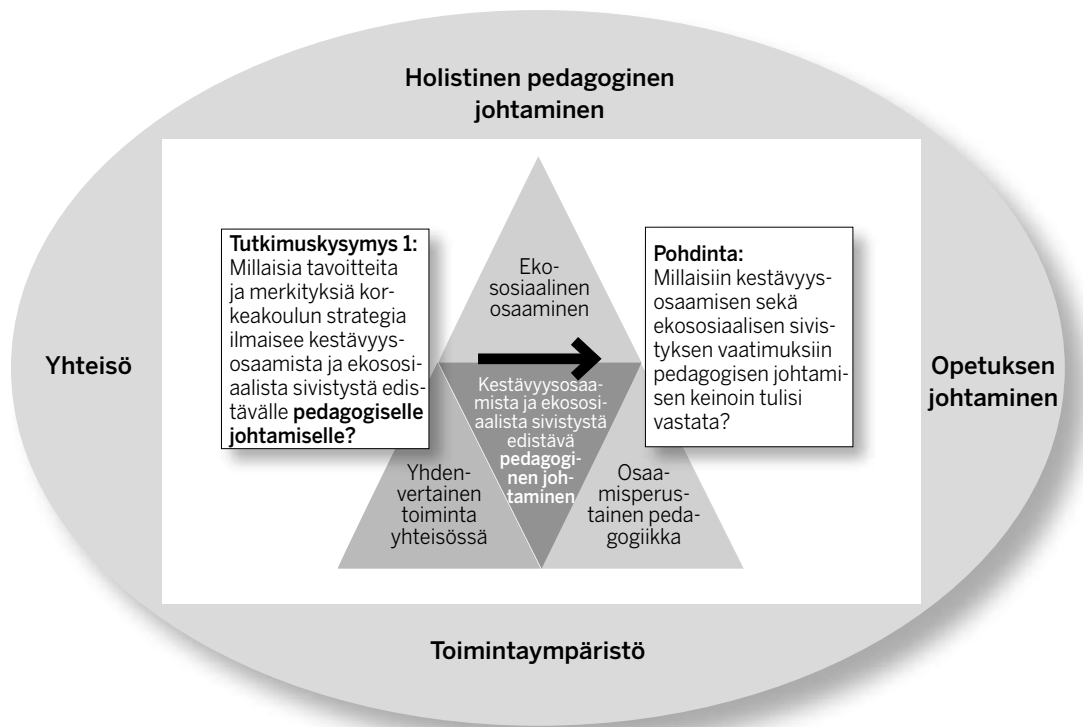 Holistinen pedagoginen
johtaminen
Yhteisö
Tutkimuskysymys 1:
Millaisia tavoitteita
ja merkityksiä kor-
keakoulun strategia
ilmaisee kestävyys-
osaamista ja ekososi-
aalista sivistystä edis-
tävälle pedagogiselle
johtamiselle?
Eko-
sosiaalinen
osaaminen
Kestävyysosaa-
mista ja ekososi-
aalista sivistystä
edistävä
pedagogi-
nen joh-
taminen
Yhden-
vertainen
toiminta
yhteisössä
Osaa-
misperus-
tainen peda-
gogiikka
Pohdinta:
Millaisiin kestävyys-
osaamisen sekä
ekososiaalisen sivis-
tyksen vaatimuksiin
pedagogisen johtami-
sen keinoin tulisi
vastata?
Opetuksen
johtaminen
Toimintaympäristö